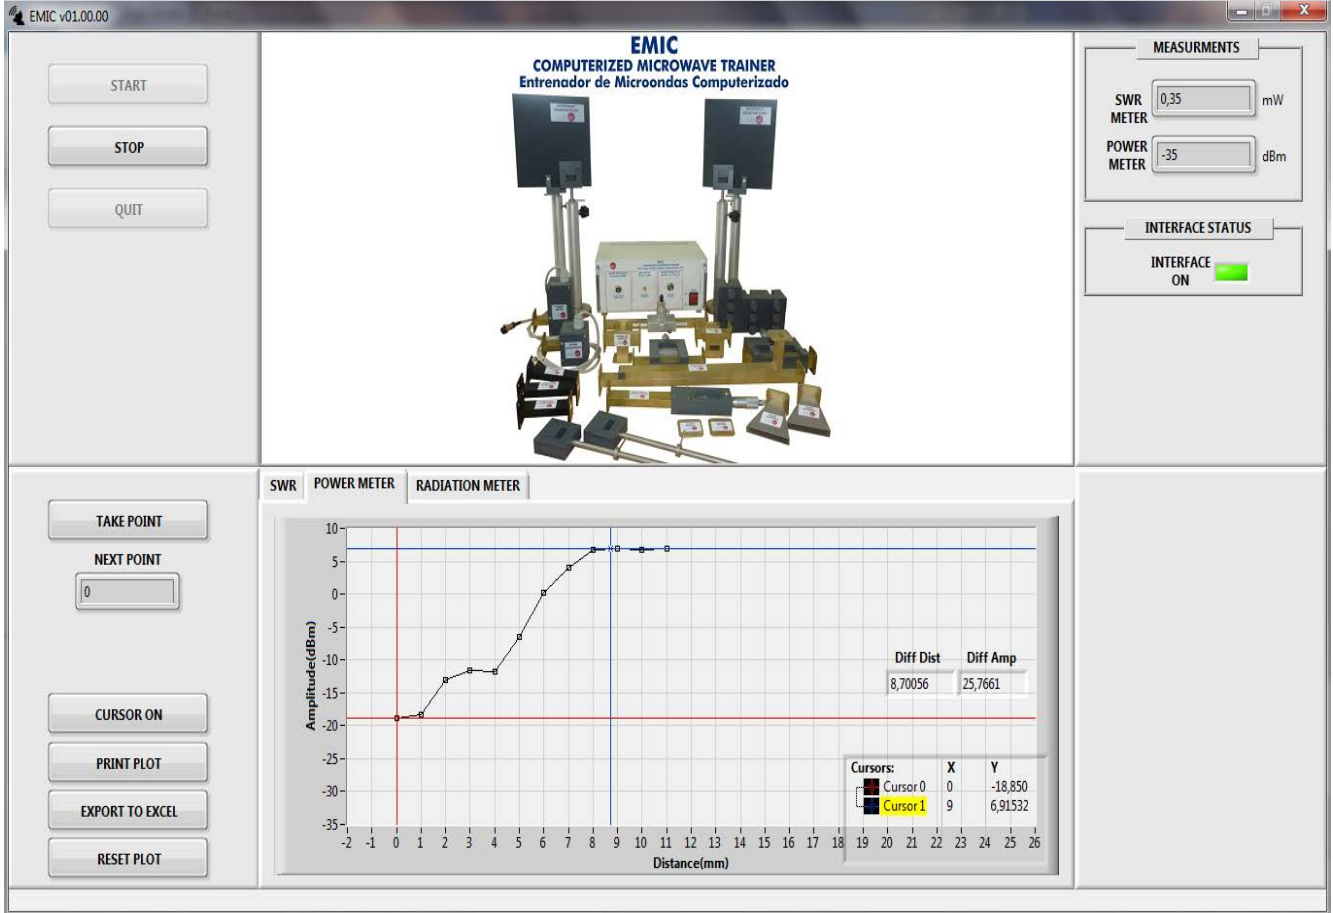 EMIC v01.00.00
START
STOP
QUIT
EMIC
COMPUTERIZED MICROWAVE TRAINER
Entrenador de Microondas Computerizado
MEASURMENTS
SWR
METER
0,35
mW
POWER
METER
-35
dBm
INTERFACE STATUS
INTERFACE
ON
TAKE POINT
NEXT POINT
0
CURSOR ON
PRINT PLOT
EXPORT TO EXCEL
RESET PLOT
SWR POWER METER RADIATION METER
Amplitude(dBm)
10
5
0
-5
-10
-15
-20
-25
-30
-35
-2 -1 0 1 2 3 4 5 6 7 8 9 10 11 12 13 14 15 16 17 18 19 20 21 22 23 24 25 26
Distance(mm)
Diff Dist Diff Amp
8,70056 25,7661
Cursors: X Y
Cursor 0 0 -18,850
Cursor 1 9 6,91532